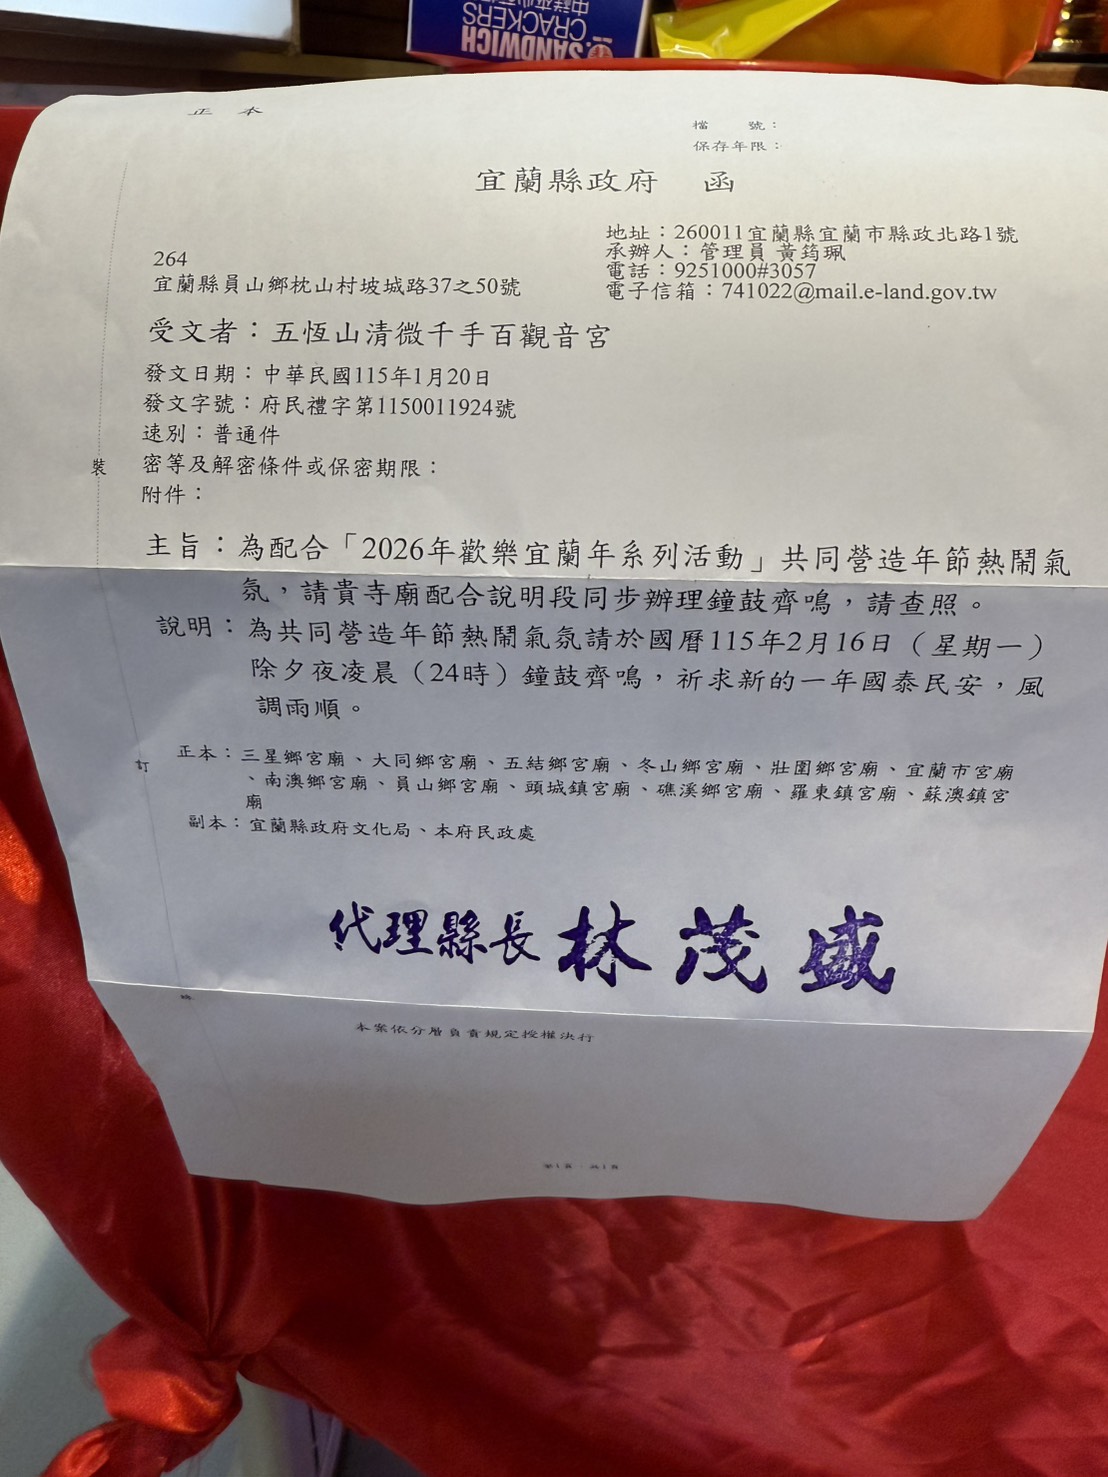 SANDWICH
CRACKERS
正 本
檔 號：
保存年限：
宜蘭縣政府 函
地址：260011宜蘭縣宜蘭市縣政北路1號
承辦人：管理員 黃筠珮
電話：9251000#3057
電子信箱：741022@mail.e-land.gov.tw
264
宜蘭縣員山鄉枕山村坡城路37之50號
受文者：五恆山清微千手百觀音宮
發文日期：中華民國115年1月20日
發文字號：府民禮字第1150011924號
速別：普通件
密等及解密條件或保密期限：
附件：
裝
主旨：為配合「2026年歡樂宜蘭年系列活動」共同營造年節熱鬧氣
氛，請貴寺廟配合說明段同步辦理鐘鼓齊鳴，請查照。
說明：為共同營造年節熱鬧氣氛請於國曆115年2月16日（星期一）
除夕夜凌晨（24時）鐘鼓齊鳴，祈求新的一年國泰民安，風
調雨順。
訂
正本：三星鄉宮廟、大同鄉宮廟、五結鄉宮廟、冬山鄉宮廟、壯圍鄉宮廟、宜蘭市宮廟
、南澳鄉宮廟、員山鄉宮廟、頭城鎮宮廟、礁溪鄉宮廟、羅東鎮宮廟、蘇澳鎮宮
廟
副本：宜蘭縣政府文化局、本府民政處
代理縣長 林茂盛
線
本案依分層負責規定授權決行
第1頁，共1頁